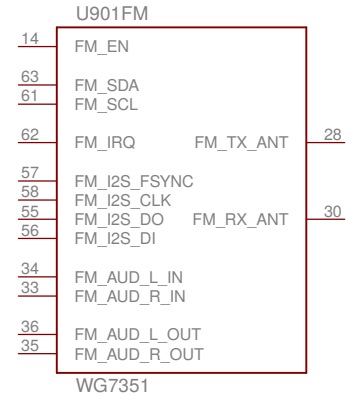 U901FM
14 FM_EN
63 FM_SDA
61 FM_SCL
62 FM_IRQ FM_TX_ANT 28
57 FM_I2S_FSYNC
58 FM_I2S_CLK
55 FM_I2S_DO FM_RX_ANT 30
56 FM_I2S_DI
34 FM_AUD_L_IN
33 FM_AUD_R_IN
36 FM_AUD_L_OUT
35 FM_AUD_R_OUT
WG7351